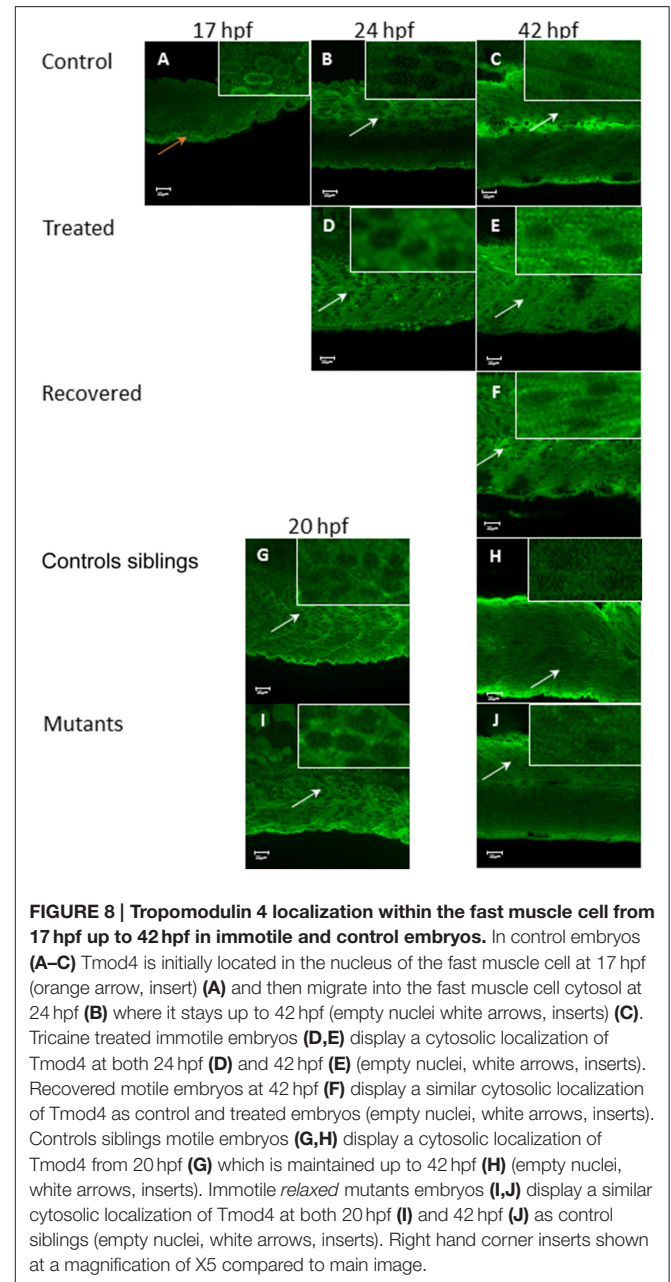 17 hpf 24 hpf 42 hpf
Control
A B C
Treated
D E
Recovered
F
20 hpf
Controls siblings
G H
Mutants
I J
FIGURE 8 | Tropomodulin 4 localization within the fast muscle cell from
17 hpf up to 42 hpf in immotile and control embryos. In control embryos
(A–C) Tmod4 is initially located in the nucleus of the fast muscle cell at 17 hpf
(orange arrow, insert) (A) and then migrate into the fast muscle cell cytosol at
24 hpf (B) where it stays up to 42 hpf (empty nuclei white arrows, inserts) (C).
Tricaine treated immotile embryos (D,E) display a cytosolic localization of
Tmod4 at both 24 hpf (D) and 42 hpf (E) (empty nuclei, white arrows, inserts).
Recovered motile embryos at 42 hpf (F) display a similar cytosolic localization
of Tmod4 as control and treated embryos (empty nuclei, white arrows, inserts).
Controls siblings motile embryos (G,H) display a cytosolic localization of
Tmod4 from 20 hpf (G) which is maintained up to 42 hpf (H) (empty nuclei,
white arrows, inserts). Immotile relaxed mutants embryos (I,J) display a similar
cytosolic localization of Tmod4 at both 20 hpf (I) and 42 hpf (J) as control
siblings (empty nuclei, white arrows, inserts). Right hand corner inserts shown
at a magnification of X5 compared to main image.